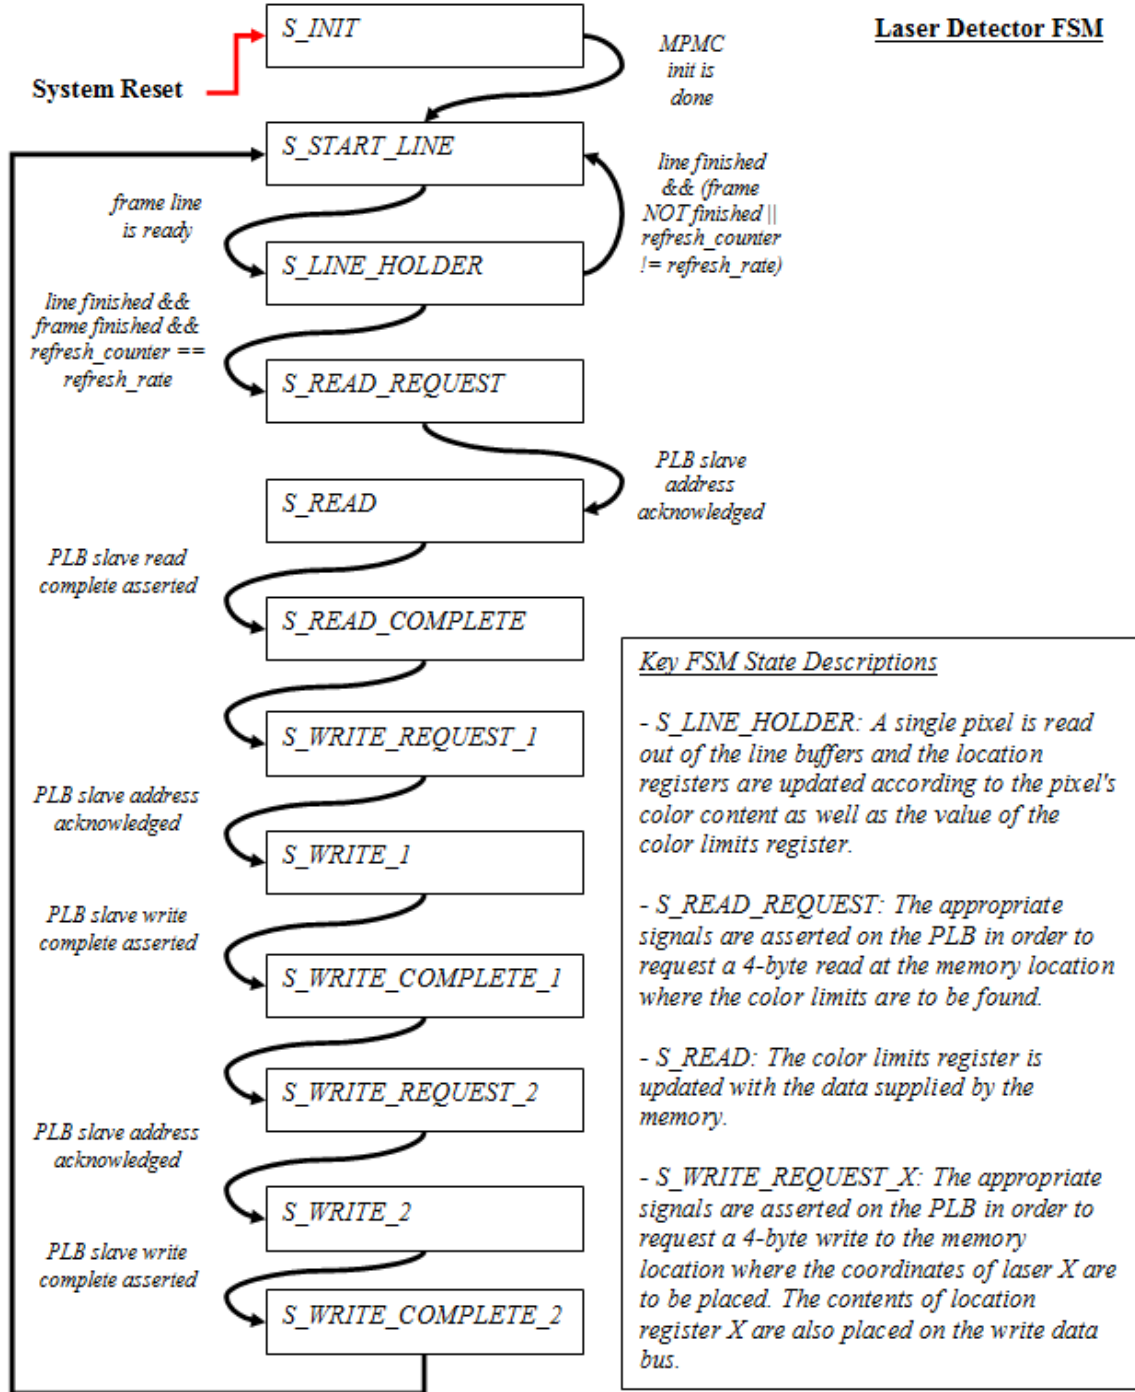 Laser Detector FSM
S_INIT
System Reset
MPMC
init is
done
S_START_LINE
frame line
is ready
line finished
&& (frame
NOT finished ||
refresh_counter
!= refresh_rate)
S_LINE_HOLDER
line finished &&
frame finished &&
refresh_counter ==
refresh_rate
S_READ_REQUEST
PLB slave
address
acknowledged
S_READ
PLB slave read
complete asserted
S_READ_COMPLETE
S_WRITE_REQUEST_1
PLB slave address
acknowledged
S_WRITE_1
PLB slave write
complete asserted
S_WRITE_COMPLETE_1
S_WRITE_REQUEST_2
PLB slave address
acknowledged
S_WRITE_2
PLB slave write
complete asserted
S_WRITE_COMPLETE_2
Key FSM State Descriptions
- S_LINE_HOLDER: A single pixel is read
out of the line buffers and the location
registers are updated according to the pixel's
color content as well as the value of the
color limits register.
- S_READ_REQUEST: The appropriate
signals are asserted on the PLB in order to
request a 4-byte read at the memory location
where the color limits are to be found.
- S_READ: The color limits register is
updated with the data supplied by the
memory.
- S_WRITE_REQUEST_X: The appropriate
signals are asserted on the PLB in order to
request a 4-byte write to the memory
location where the coordinates of laser X are
to be placed. The contents of location
register X are also placed on the write data
bus.